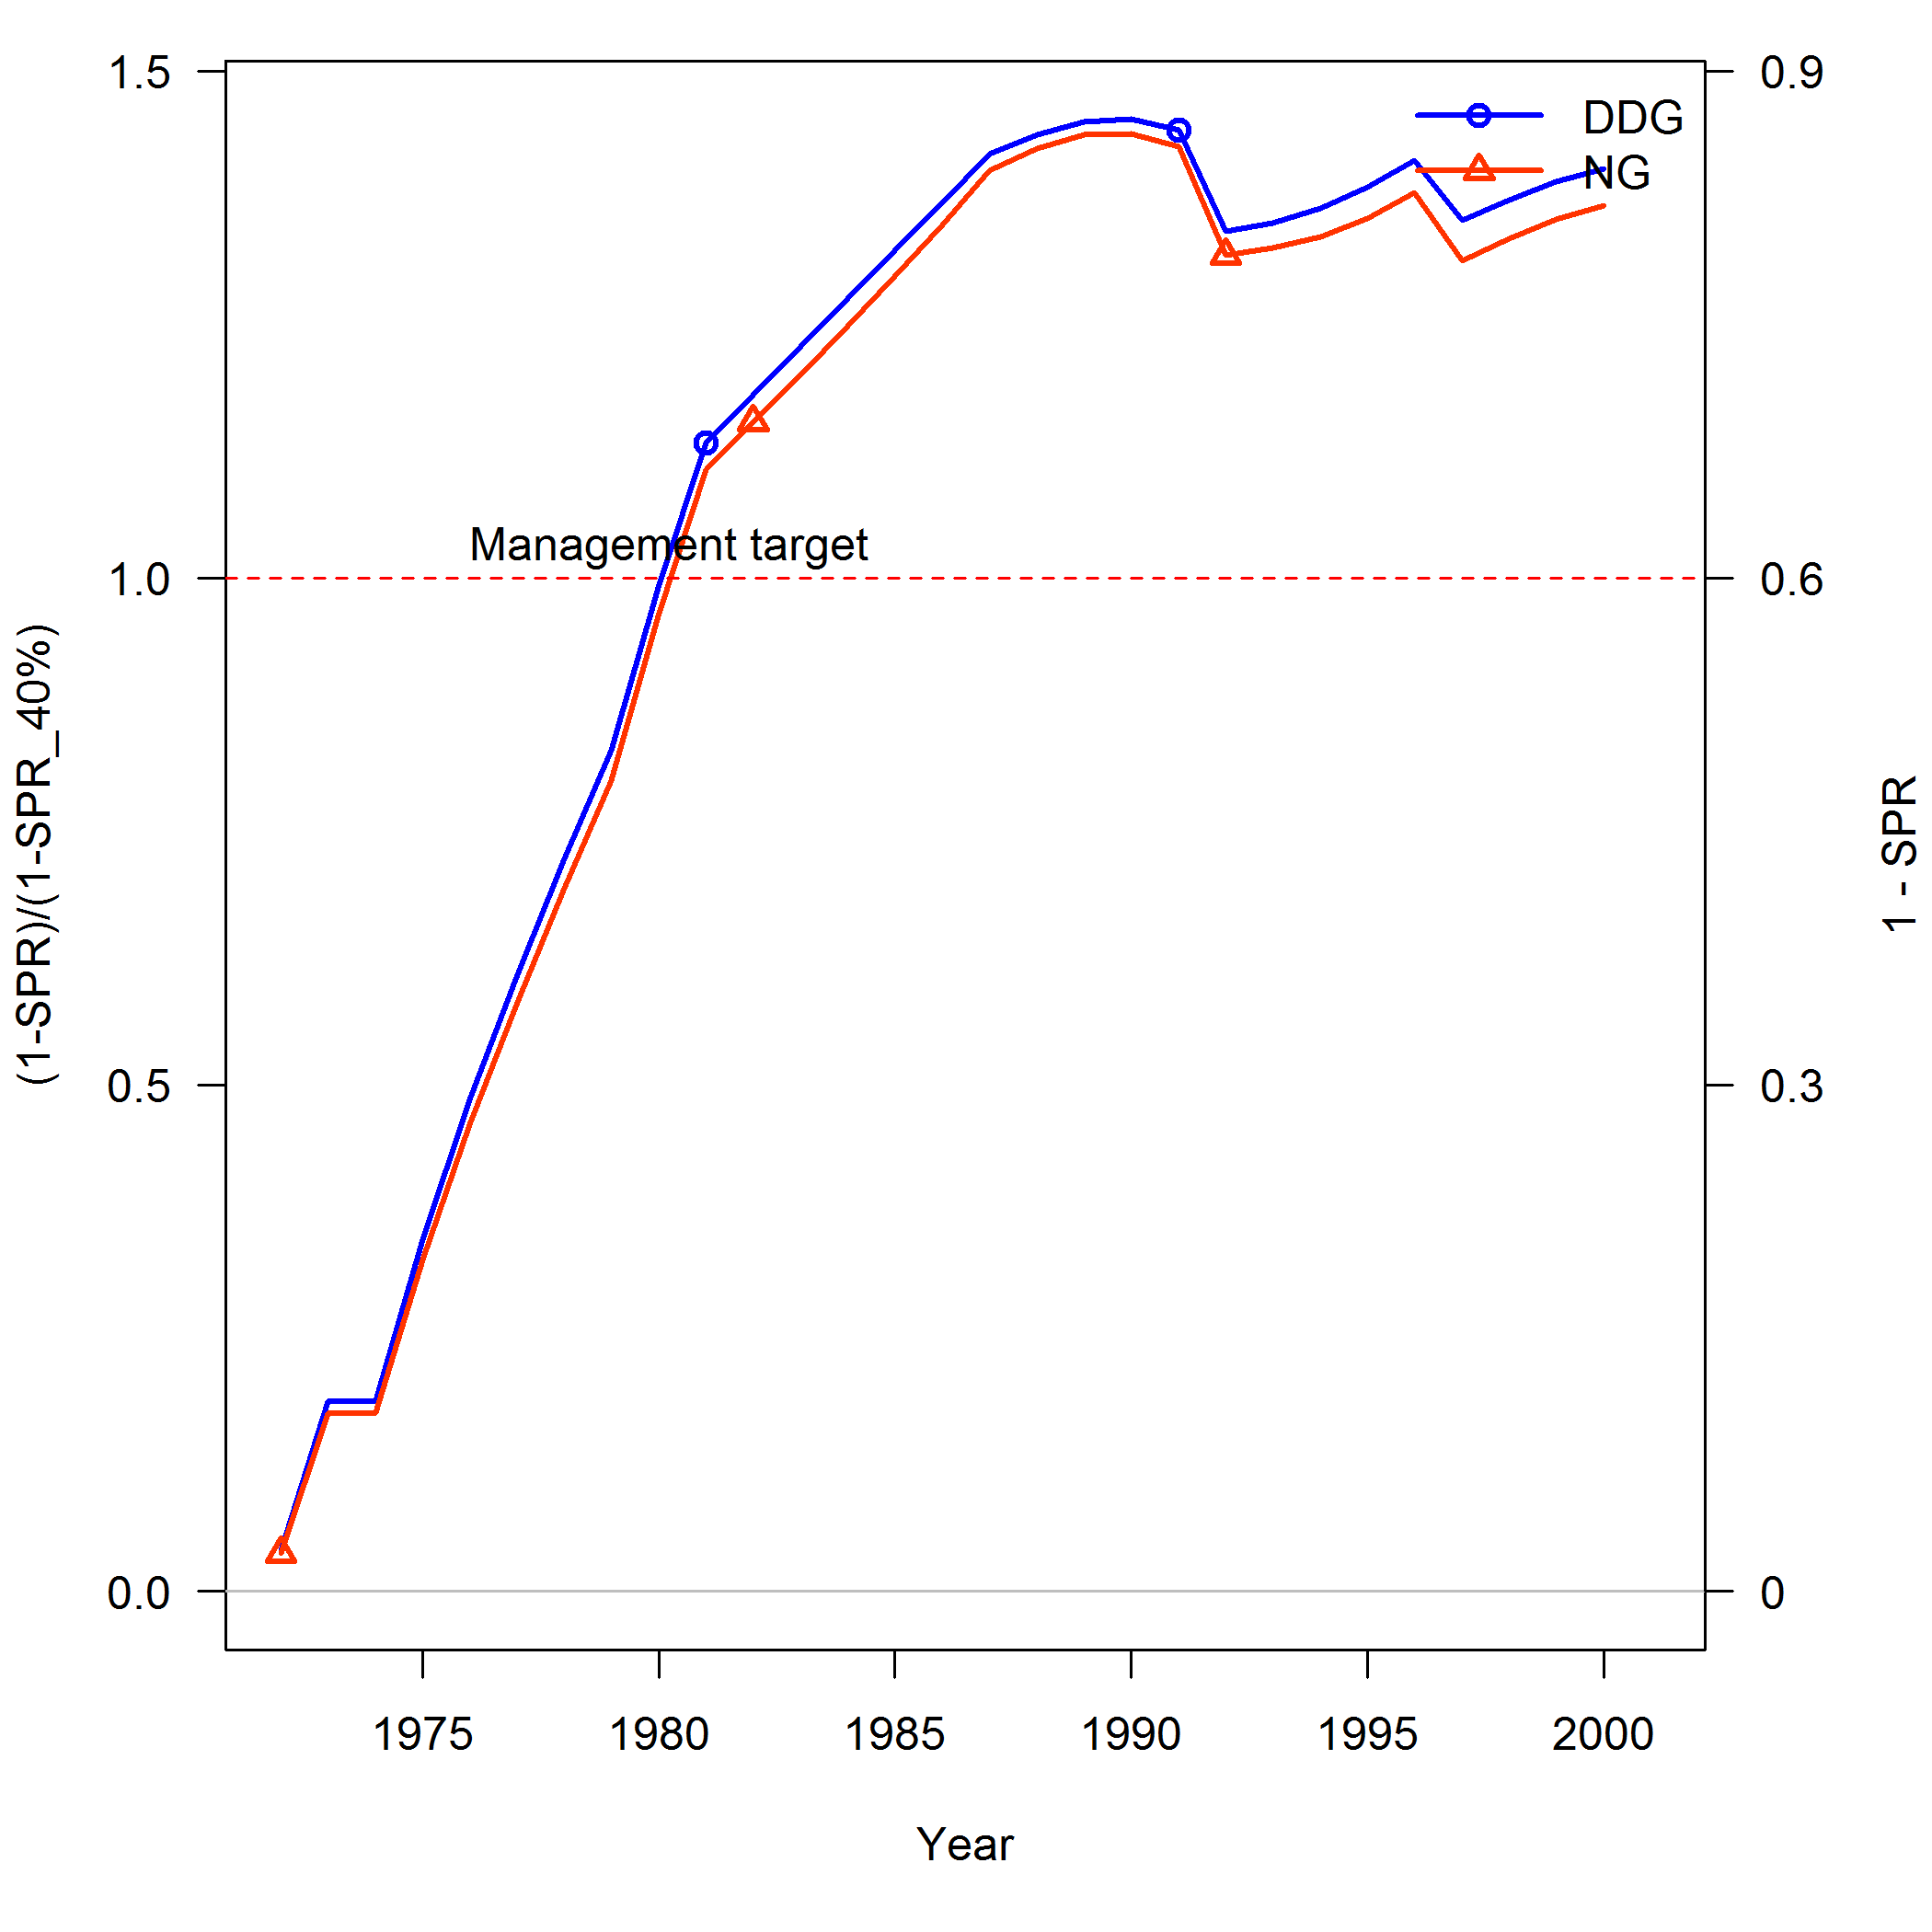 1.5
1.0
0.5
0.0
(1-SPR)/(1-SPR_40%)
0.9
0.6
0.3
0
1 - SPR
DDG
NG
Management target
1975
1980
1985
1990
1995
2000
Year